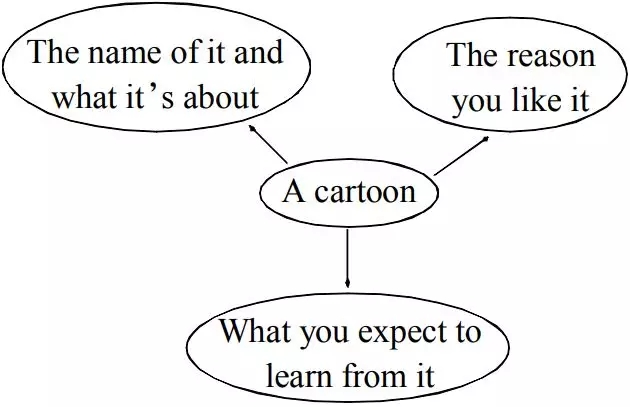 The name of it and
what it's about
The reason
you like it
A cartoon
What you expect to
learn from it